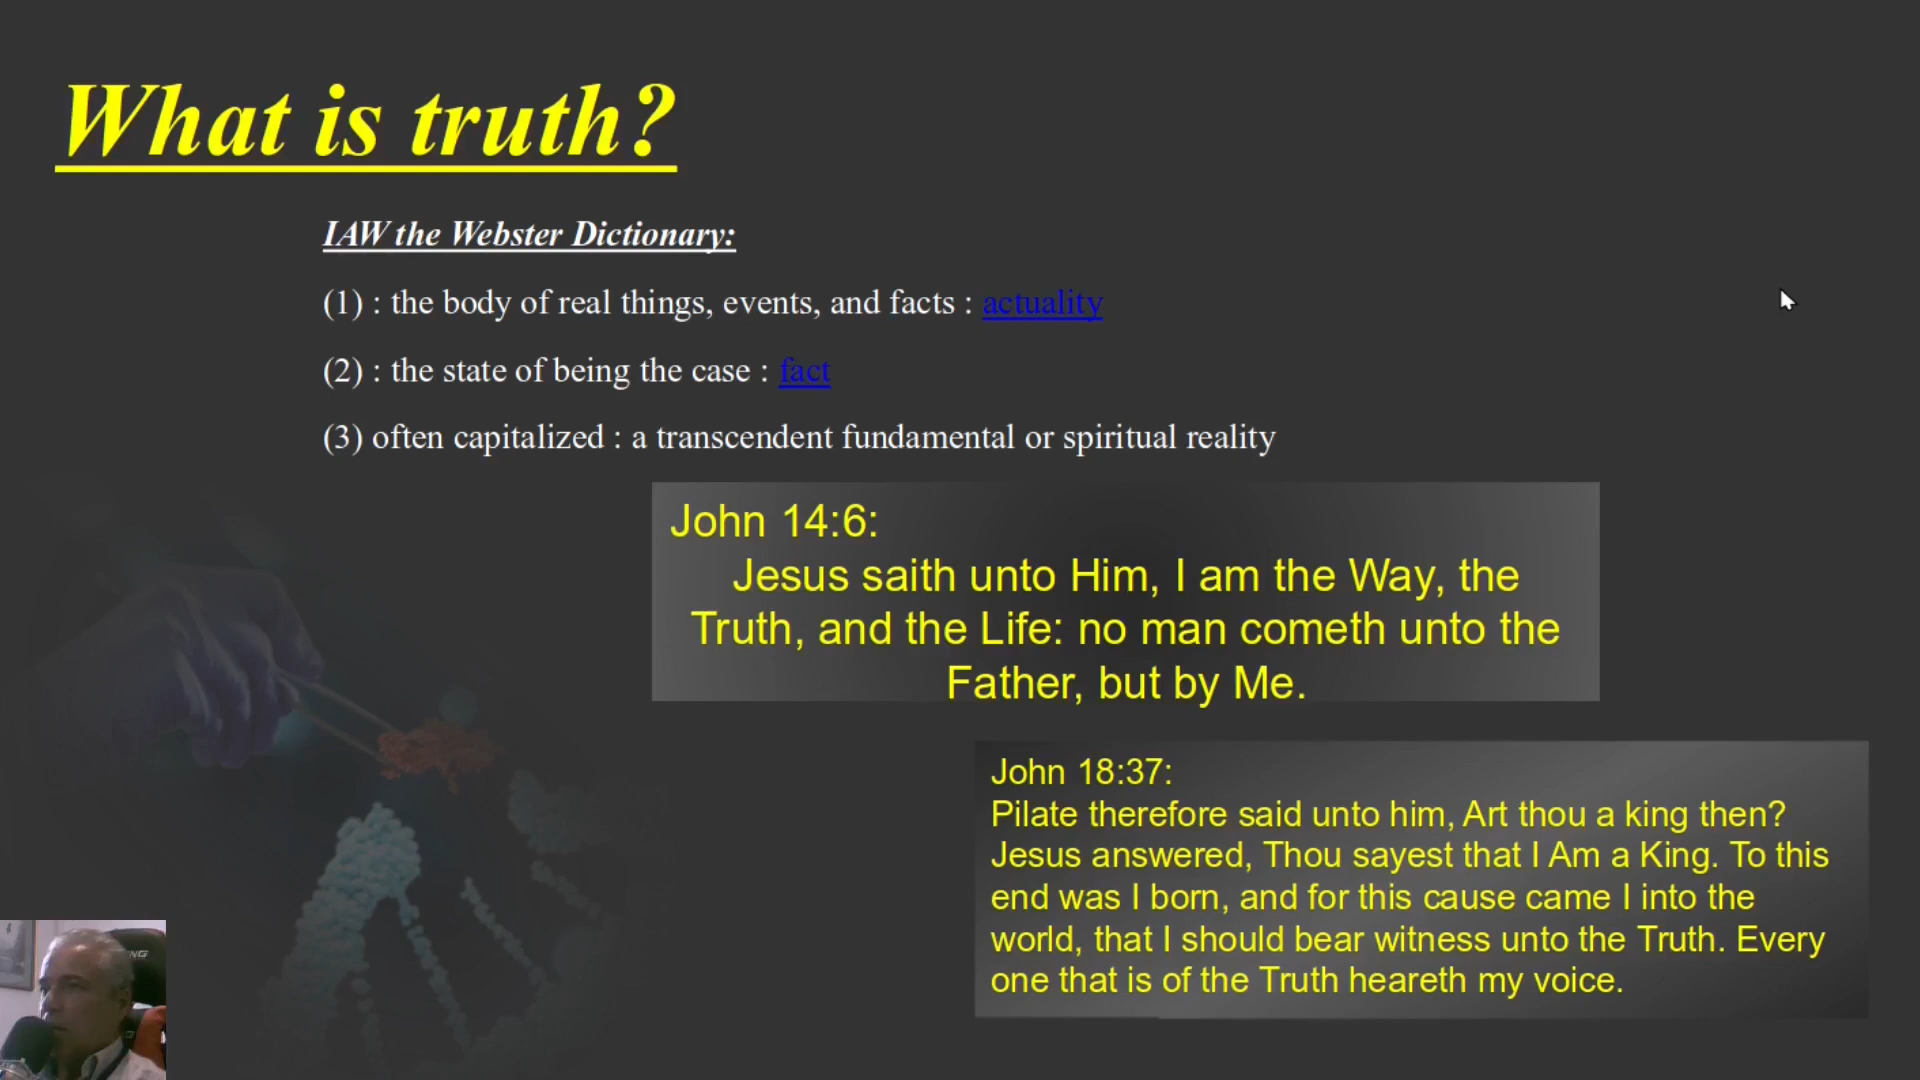 What is truth?
IAW the Webster Dictionary:
(1) : the body of real things, events, and facts : actuality
(2) : the state of being the case : fact
(3) often capitalized : a transcendent fundamental or spiritual reality
John 14:6:
Jesus saith unto Him, I am the Way, the
Truth, and the Life: no man cometh unto the
Father, but by Me.
John 18:37:
Pilate therefore said unto him, Art thou a king then?
Jesus answered, Thou sayest that I Am a King. To this
end was I born, and for this cause came I into the
world, that I should bear witness unto the Truth. Every
one that is of the Truth heareth my voice.